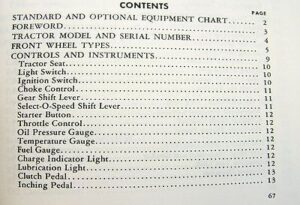 CONTENTS
PAGE
STANDARD AND OPTIONAL EQUIPMENT CHART 2
FOREWORD 3
TRACTOR MODEL AND SERIAL NUMBER 4
FRONT WHEEL TYPES 5
CONTROLS AND INSTRUMENTS 9
Tractor Seat 10
Light Switch 10
Ignition Switch 10
Choke Control 11
Gear Shift Lever 11
Select-O-Speed Shift Lever 11
Starter Button 12
Throttle Control 12
Oil Pressure Gauge 12
Temperature Gauge 12
Fuel Gauge 12
Charge Indicator Light 12
Lubrication Light 12
Clutch Pedal 13
Inching Pedal 13
67